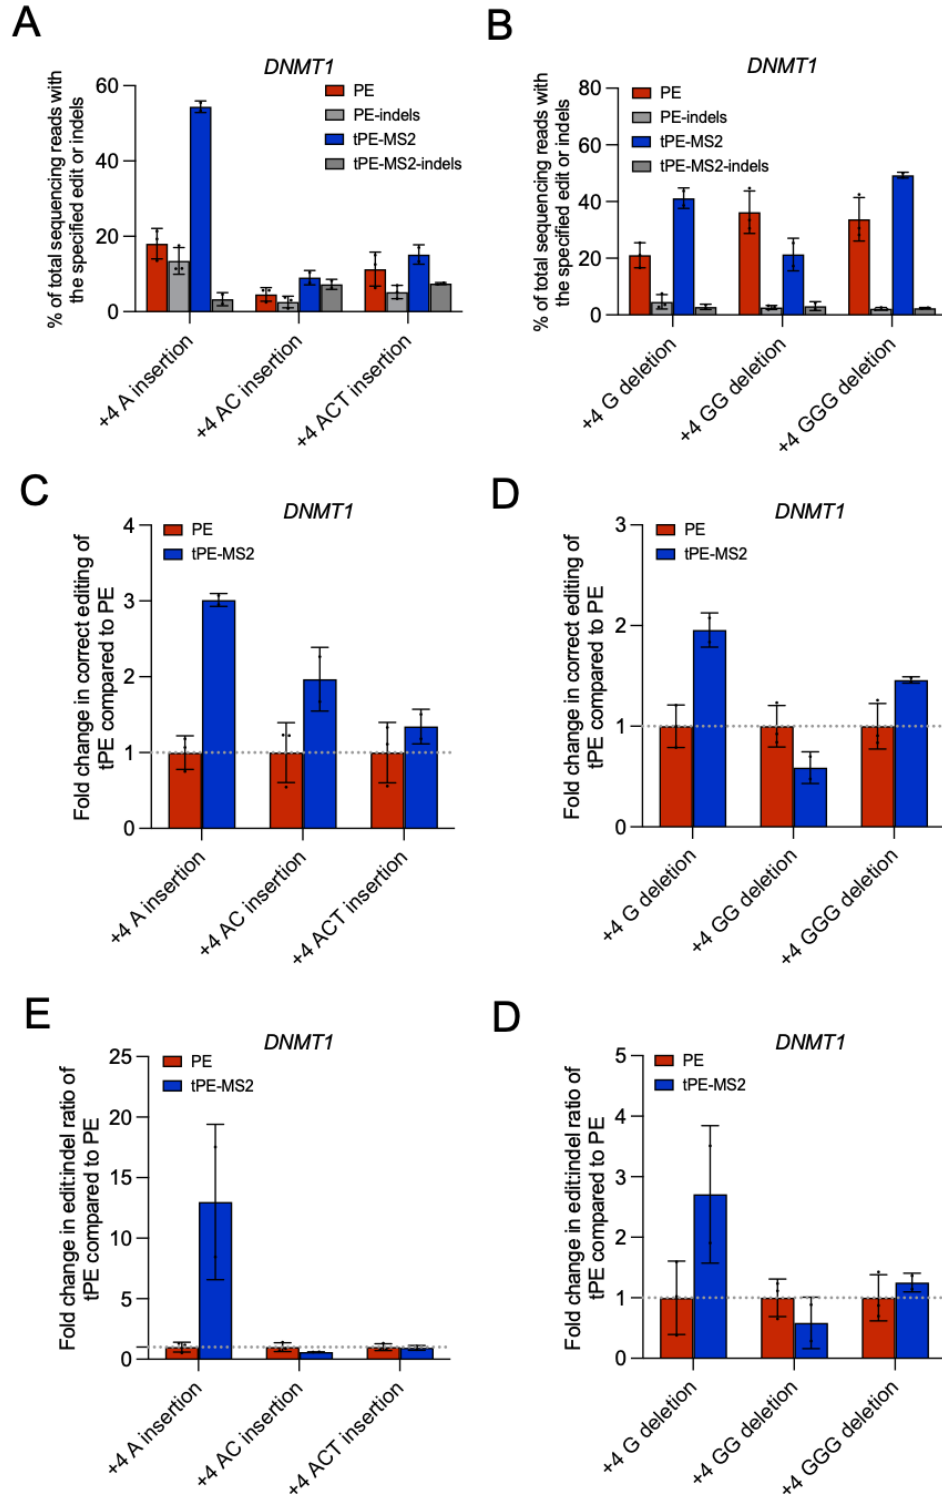 A
DNMT1
% of total sequencing reads with
the specified edit or indels
60
40
20
0
PE
PE-indels
tPE-MS2
tPE-MS2-indels
+4 A insertion
+4 AC insertion
+4 ACT insertion
B
DNMT1
% of total sequencing reads with
the specified edit or indels
80
60
40
20
0
PE
PE-indels
tPE-MS2
tPE-MS2-indels
+4 G deletion
+4 GG deletion
+4 GGG deletion
C
DNMT1
Fold change in correct editing of
tPE compared to PE
4
3
2
1
0
PE
tPE-MS2
+4 A insertion
+4 AC insertion
+4 ACT insertion
D
DNMT1
Fold change in correct editing of
tPE compared to PE
3
2
1
0
PE
tPE-MS2
+4 G deletion
+4 GG deletion
+4 GGG deletion
E
DNMT1
Fold change in edit:indel ratio of
tPE compared to PE
25
20
15
10
5
0
PE
tPE-MS2
+4 A insertion
+4 AC insertion
+4 ACT insertion
D
DNMT1
Fold change in edit:indel ratio of
tPE compared to PE
5
4
3
2
1
0
PE
tPE-MS2
+4 G deletion
+4 GG deletion
+4 GGG deletion